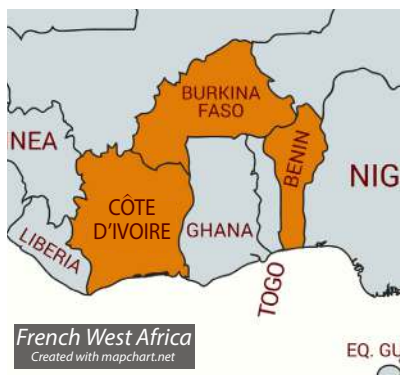 BURKINA
FASO
NEA
CÔTE
D'IVOIRE
GHANA
BENIN
NIG
LIBERIA
TOGO
French West Africa
Created with mapchart.net
EQ. GU